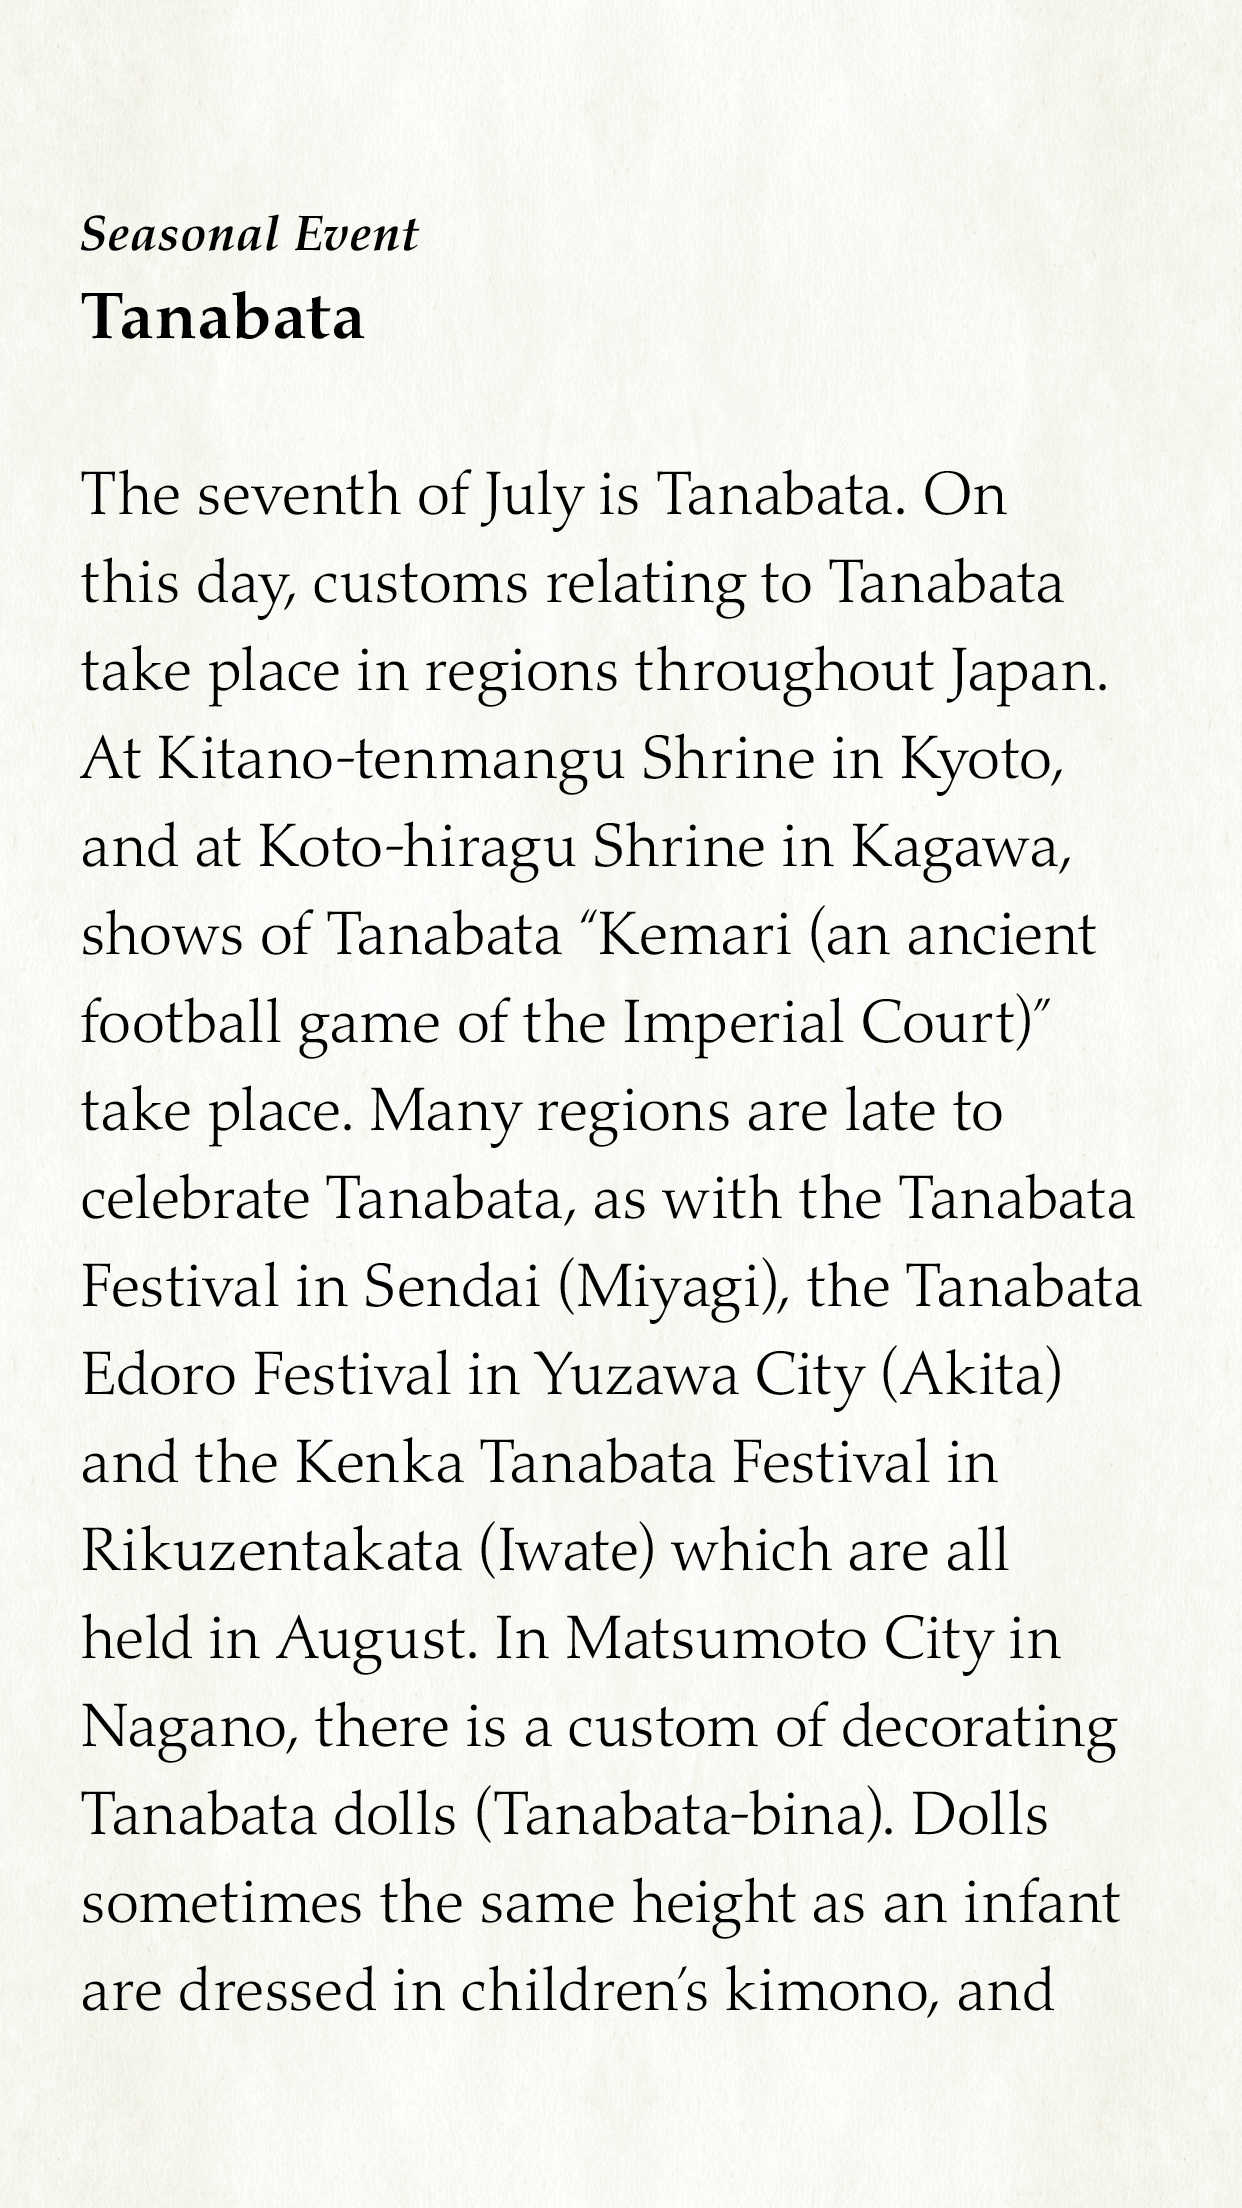 Seasonal Event
Tanabata
The seventh of July is Tanabata. On
this day, customs relating to Tanabata
take place in regions throughout Japan.
At Kitano-tenmangu Shrine in Kyoto,
and at Koto-hiragu Shrine in Kagawa,
shows of Tanabata “Kemari (an ancient
football game of the Imperial Court)”
take place. Many regions are late to
celebrate Tanabata, as with the Tanabata
Festival in Sendai (Miyagi), the Tanabata
Edoro Festival in Yuzawa City (Akita)
and the Kenka Tanabata Festival in
Rikuzentakata (Iwate) which are all
held in August. In Matsumoto City in
Nagano, there is a custom of decorating
Tanabata dolls (Tanabata-bina). Dolls
sometimes the same height as an infant
are dressed in children’s kimono, and